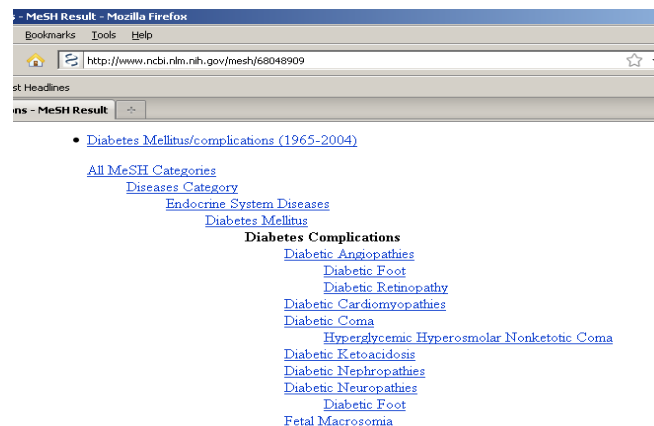 - MeSH Result - Mozilla Firefox
Bookmarks Tools Help
http://www.ncbi.nlm.nih.gov/mesh/68048909
st Headlines
ns - MeSH Result
• Diabetes Mellitus/complications (1965-2004)
All MeSH Categories
Diseases Category
Endocrine System Diseases
Diabetes Mellitus
Diabetes Complications
Diabetic Angiopathies
Diabetic Foot
Diabetic Retinopathy
Diabetic Cardiomyopathies
Diabetic Coma
Hyperglycemic Hyperosmolar Nonketotic Coma
Diabetic Ketoacidosis
Diabetic Nephropathies
Diabetic Neuropathies
Diabetic Foot
Fetal Macrosomia